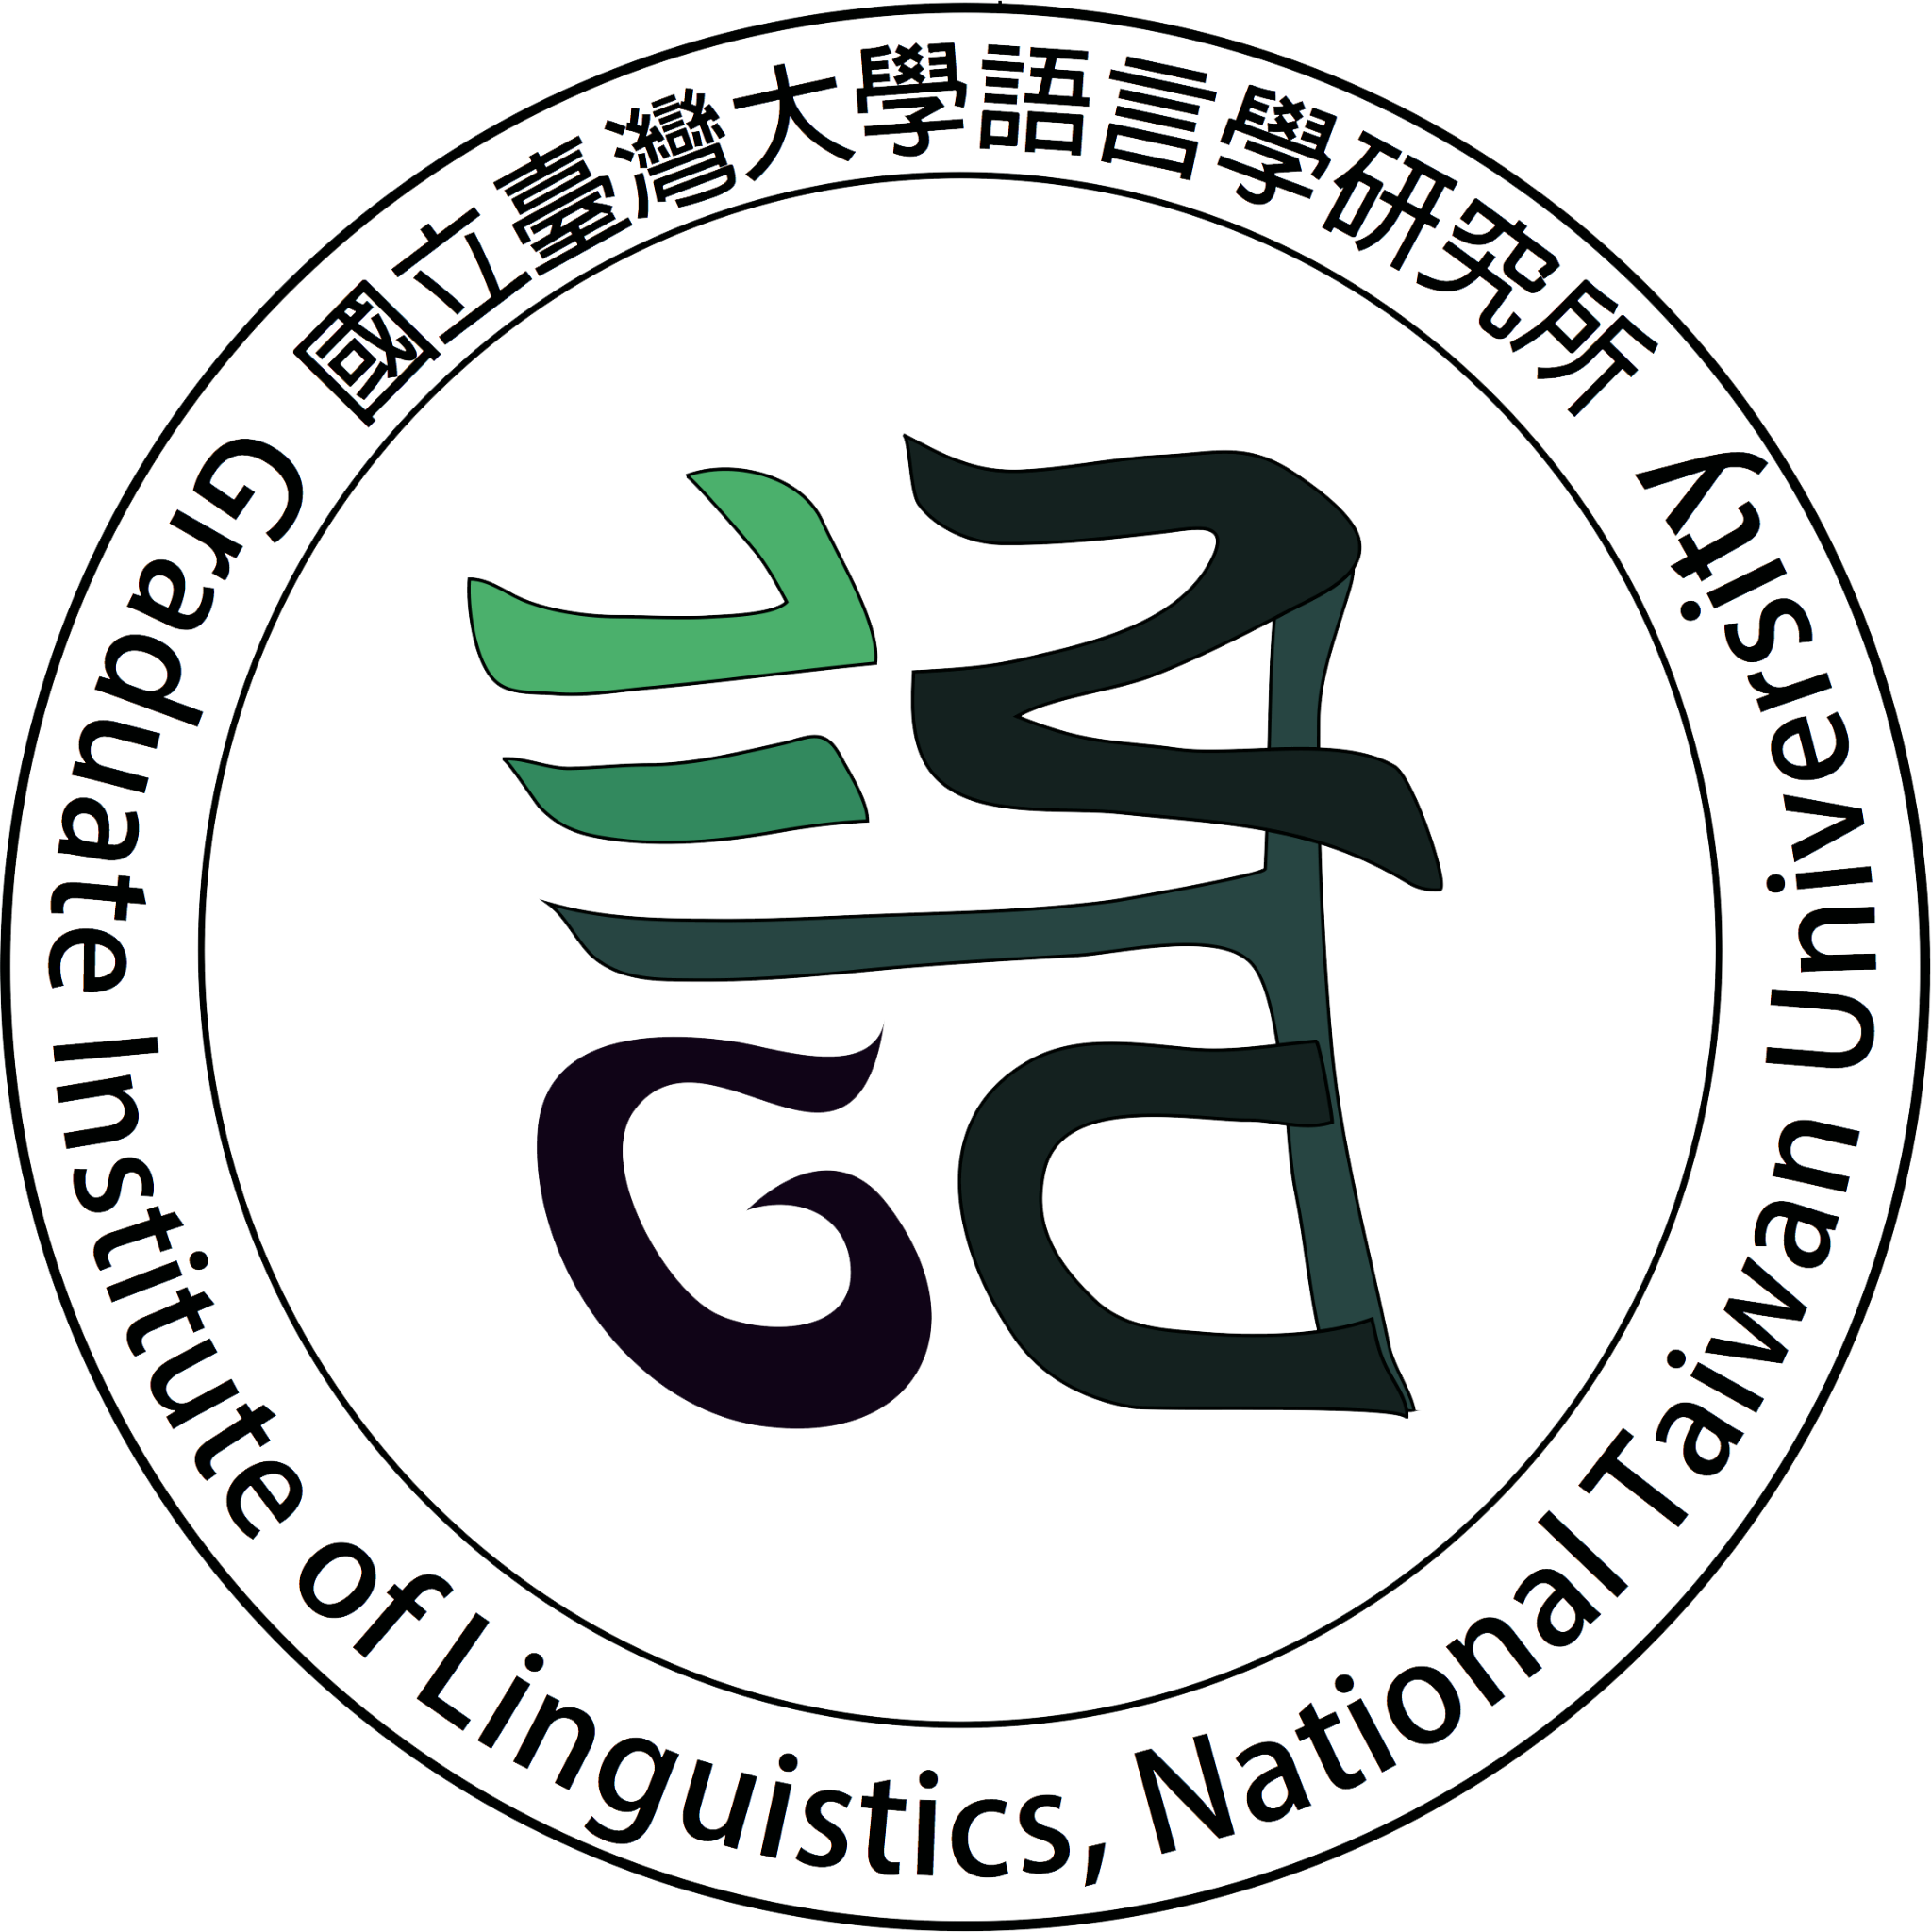 國立臺灣大學語言學研究所
Graduate Institute of Linguistics, National Taiwan University